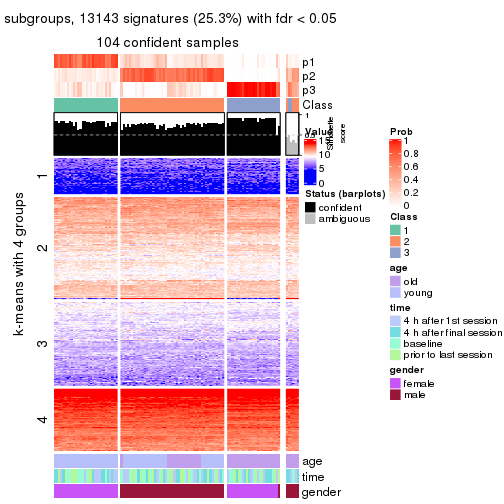 subgroups, 13143 signatures (25.3%) with fdr < 0.05
104 confident samples
p1
p2
p3
Class
1
score
Value
15
10
5
0
Status (barplots)
confident
ambiguous
k-means with 4 groups
1
2
3
4
age
time
gender
Prob
1
0.8
0.6
0.4
0.2
0
Class
1
2
3
age
old
young
time
4 h after 1st session
4 h after final session
baseline
prior to last session
gender
female
male